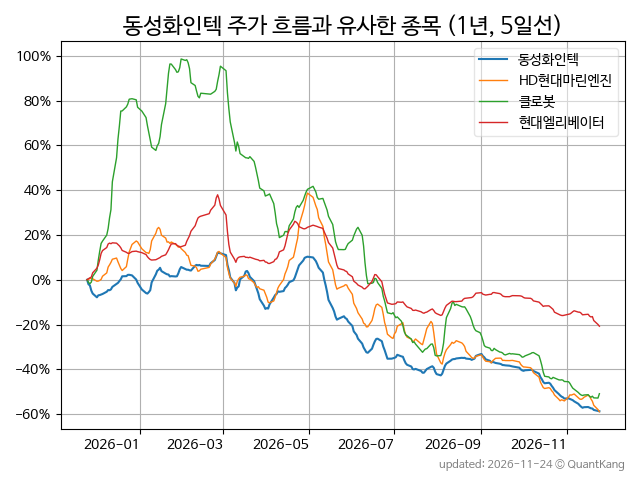 동성화인텍 주가 흐름과 유사한 종목 (1년, 5일선)
동성화인텍
HD현대마린엔진
클로봇
현대엘리베이터
100%
80%
60%
40%
20%
0%
−20%
−40%
−60%
2026−01
2026−03
2026−05
2026−07
2026−09
2026−11
updated: 2026−11−24 © QuantKang